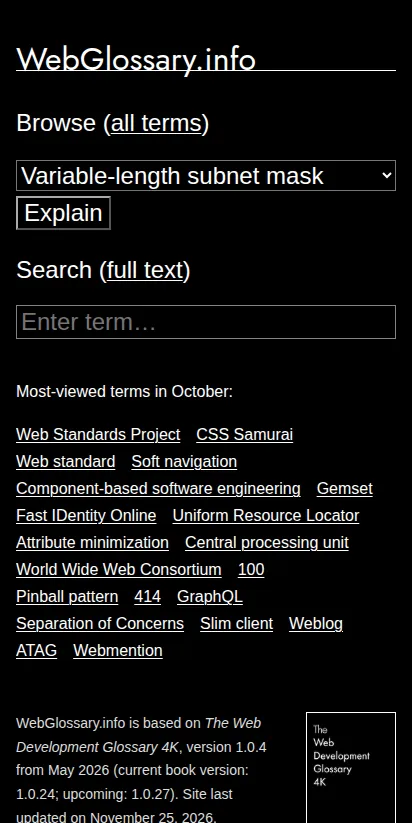 WebGlossary.info
Browse (all terms)
Variable-length subnet mask
Explain
Search (full text)
Enter term…
Most-viewed terms in October:
Web Standards Project CSS Samurai
Web standard Soft navigation
Component-based software engineering Gemset
Fast IDentity Online Uniform Resource Locator
Attribute minimization Central processing unit
World Wide Web Consortium 100
Pinball pattern 414 GraphQL
Separation of Concerns Slim client Weblog
ATAG Webmention
WebGlossary.info is based on The Web
Development Glossary 4K, version 1.0.4
from May 2026 (current book version:
1.0.24; upcoming: 1.0.27). Site last
updated on November 25, 2026.
The
Web
Development
Glossary
4K